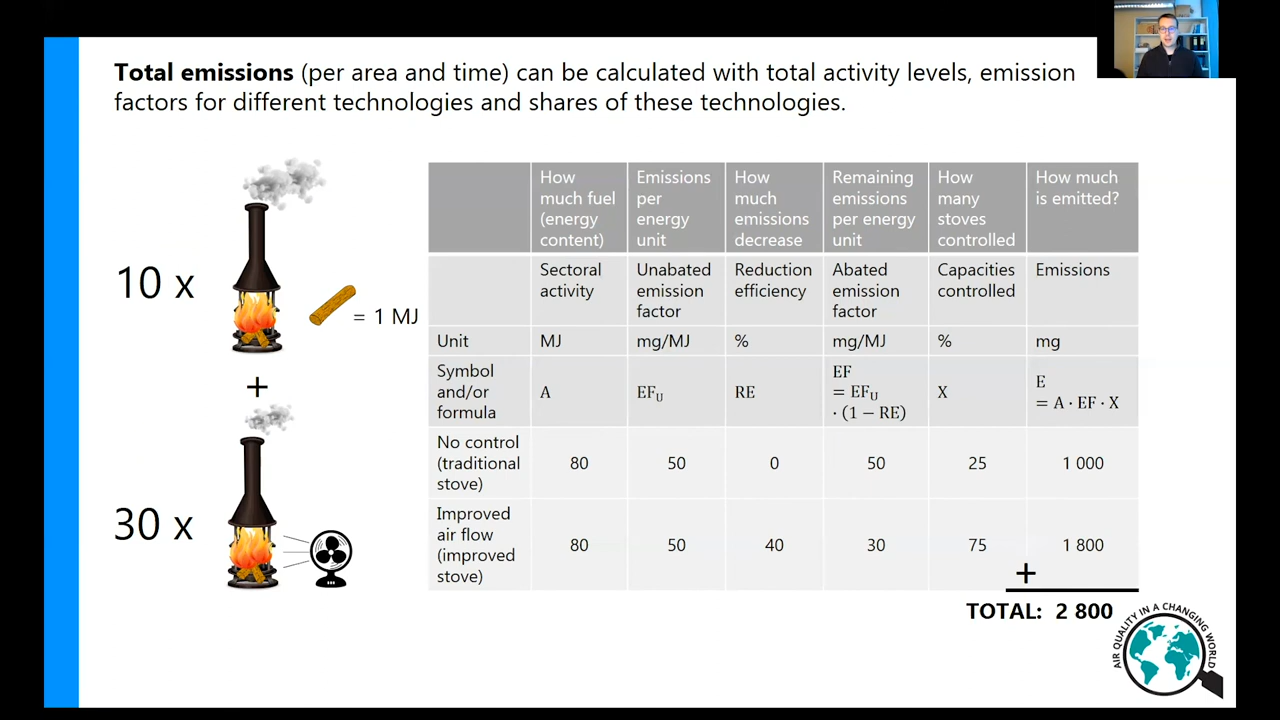 Total emissions (per area and time) can be calculated with total activity levels, emission
factors for different technologies and shares of these technologies.
10 x
= 1 MJ
+
30 x
How
much fuel
(energy
content)
Emissions
per
energy
unit
How
much
emissions
decrease
Remaining
emissions
per energy
unit
How
many
stoves
controlled
How much
is emitted?
Sectoral
activity
Unabated
emission
factor
Reduction
efficiency
Abated
emission
factor
Capacities
controlled
Emissions
Unit
MJ
mg/MJ
%
mg/MJ
%
mg
Symbol
and/or
formula
A
EFU
RE
EF
= EFU
· (1 − RE)
X
E
= A · EF · X
No control
(traditional
stove)
80
50
0
50
25
1 000
Improved
air flow
(improved
stove)
80
50
40
30
75
1 800
+
TOTAL: 2 800
AIR QUALITY IN A CHANGING WORLD